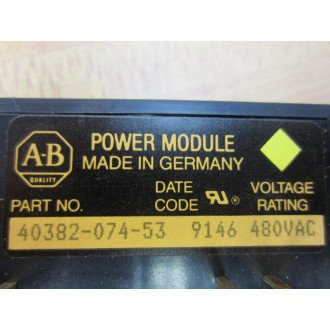 A-B
QUALITY
POWER MODULE
MADE IN GERMANY
PART NO. DATE CODE VOLTAGE RATING
40382-074-53 9146 480VAC